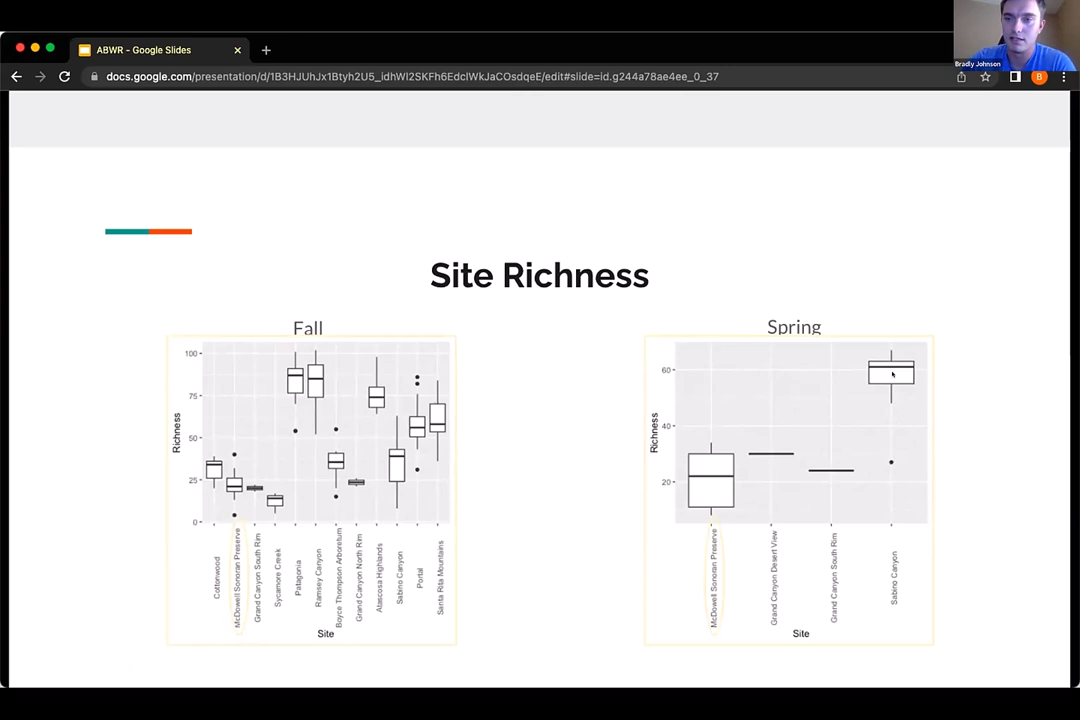 Bradly Johnson
ABWR - Google Slides
docs.google.com/presentation/d/1B3HJUhJx1Btyh2U5_idhWI2SKFh6EdcIWkJaCOsdqeE/edit#slide=id.g244a78ae4ee_0_37
B
Site Richness
Fall
100
75
50
25
0
Richness
Cottonwood
McDowell Sonoran Preserve
Grand Canyon South Rim
Sycamore Creek
Patagonia
Ramsey Canyon
Boyce Thompson Arboretum
Grand Canyon North Rim
Atascosa Highlands
Sabino Canyon
Portal
Santa Rita Mountains
Site
Spring
60
40
20
Richness
McDowell Sonoran Preserve
Grand Canyon Desert View
Grand Canyon South Rim
Sabino Canyon
Site